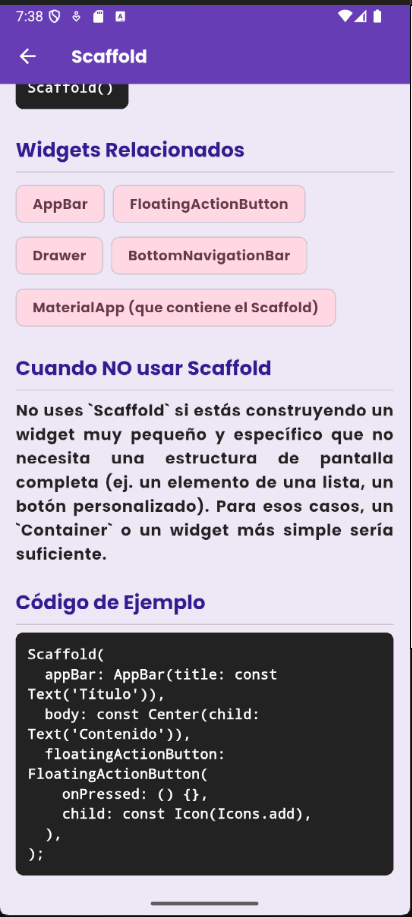 7:38
Scaffold
Scaffold()
Widgets Relacionados
AppBar
FloatingActionButton
Drawer
BottomNavigationBar
MaterialApp (que contiene el Scaffold)
Cuando NO usar Scaffold
No uses `Scaffold` si estás construyendo un
widget muy pequeño y específico que no
necesita una estructura de pantalla
completa (ej. un elemento de una lista, un
botón personalizado). Para esos casos, un
`Container` o un widget más simple sería
suficiente.
Código de Ejemplo
Scaffold(
  appBar: AppBar(title: const
Text('Título')),
  body: const Center(child:
Text('Contenido')),
  floatingActionButton:
FloatingActionButton(
    onPressed: () {},
    child: const Icon(Icons.add),
  ),
);